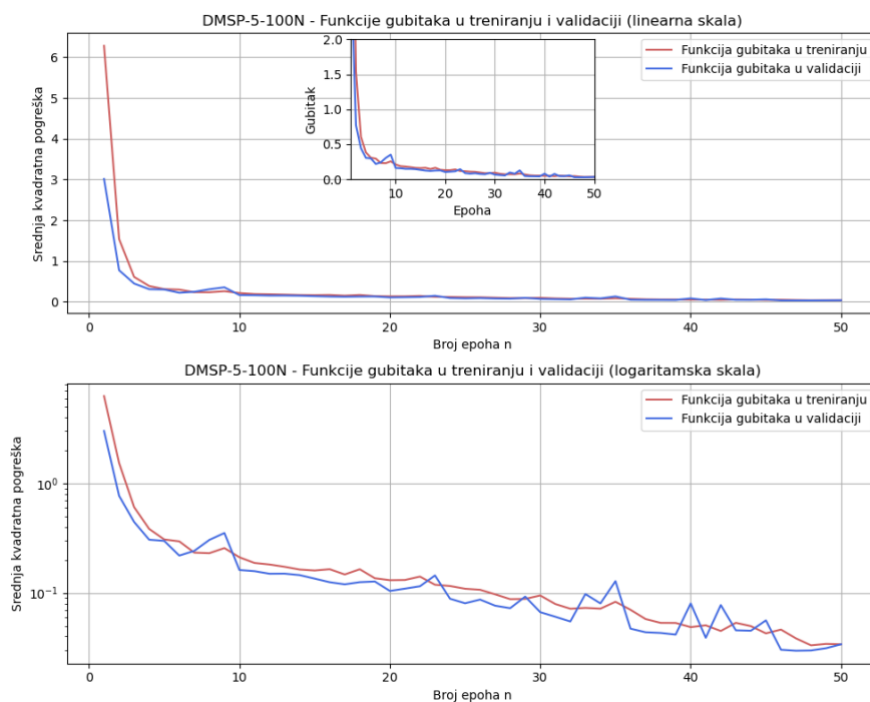 DMSP-5-100N - Funkcije gubitaka u treniranju i validaciji (linearna skala)
Srednja kvadratna pogreška
6
5
4
3
2
1
0
Funkcija gubitaka u treniranju
Funkcija gubitaka u validaciji
Gubitak
2.0
1.5
1.0
0.5
0.0
10 20 30 40 50
Epoha
0 10 20 30 40 50
Broj epoha n
DMSP-5-100N - Funkcije gubitaka u treniranju i validaciji (logaritamska skala)
Srednja kvadratna pogreška
10⁰
10⁻¹
Funkcija gubitaka u treniranju
Funkcija gubitaka u validaciji
0 10 20 30 40 50
Broj epoha n